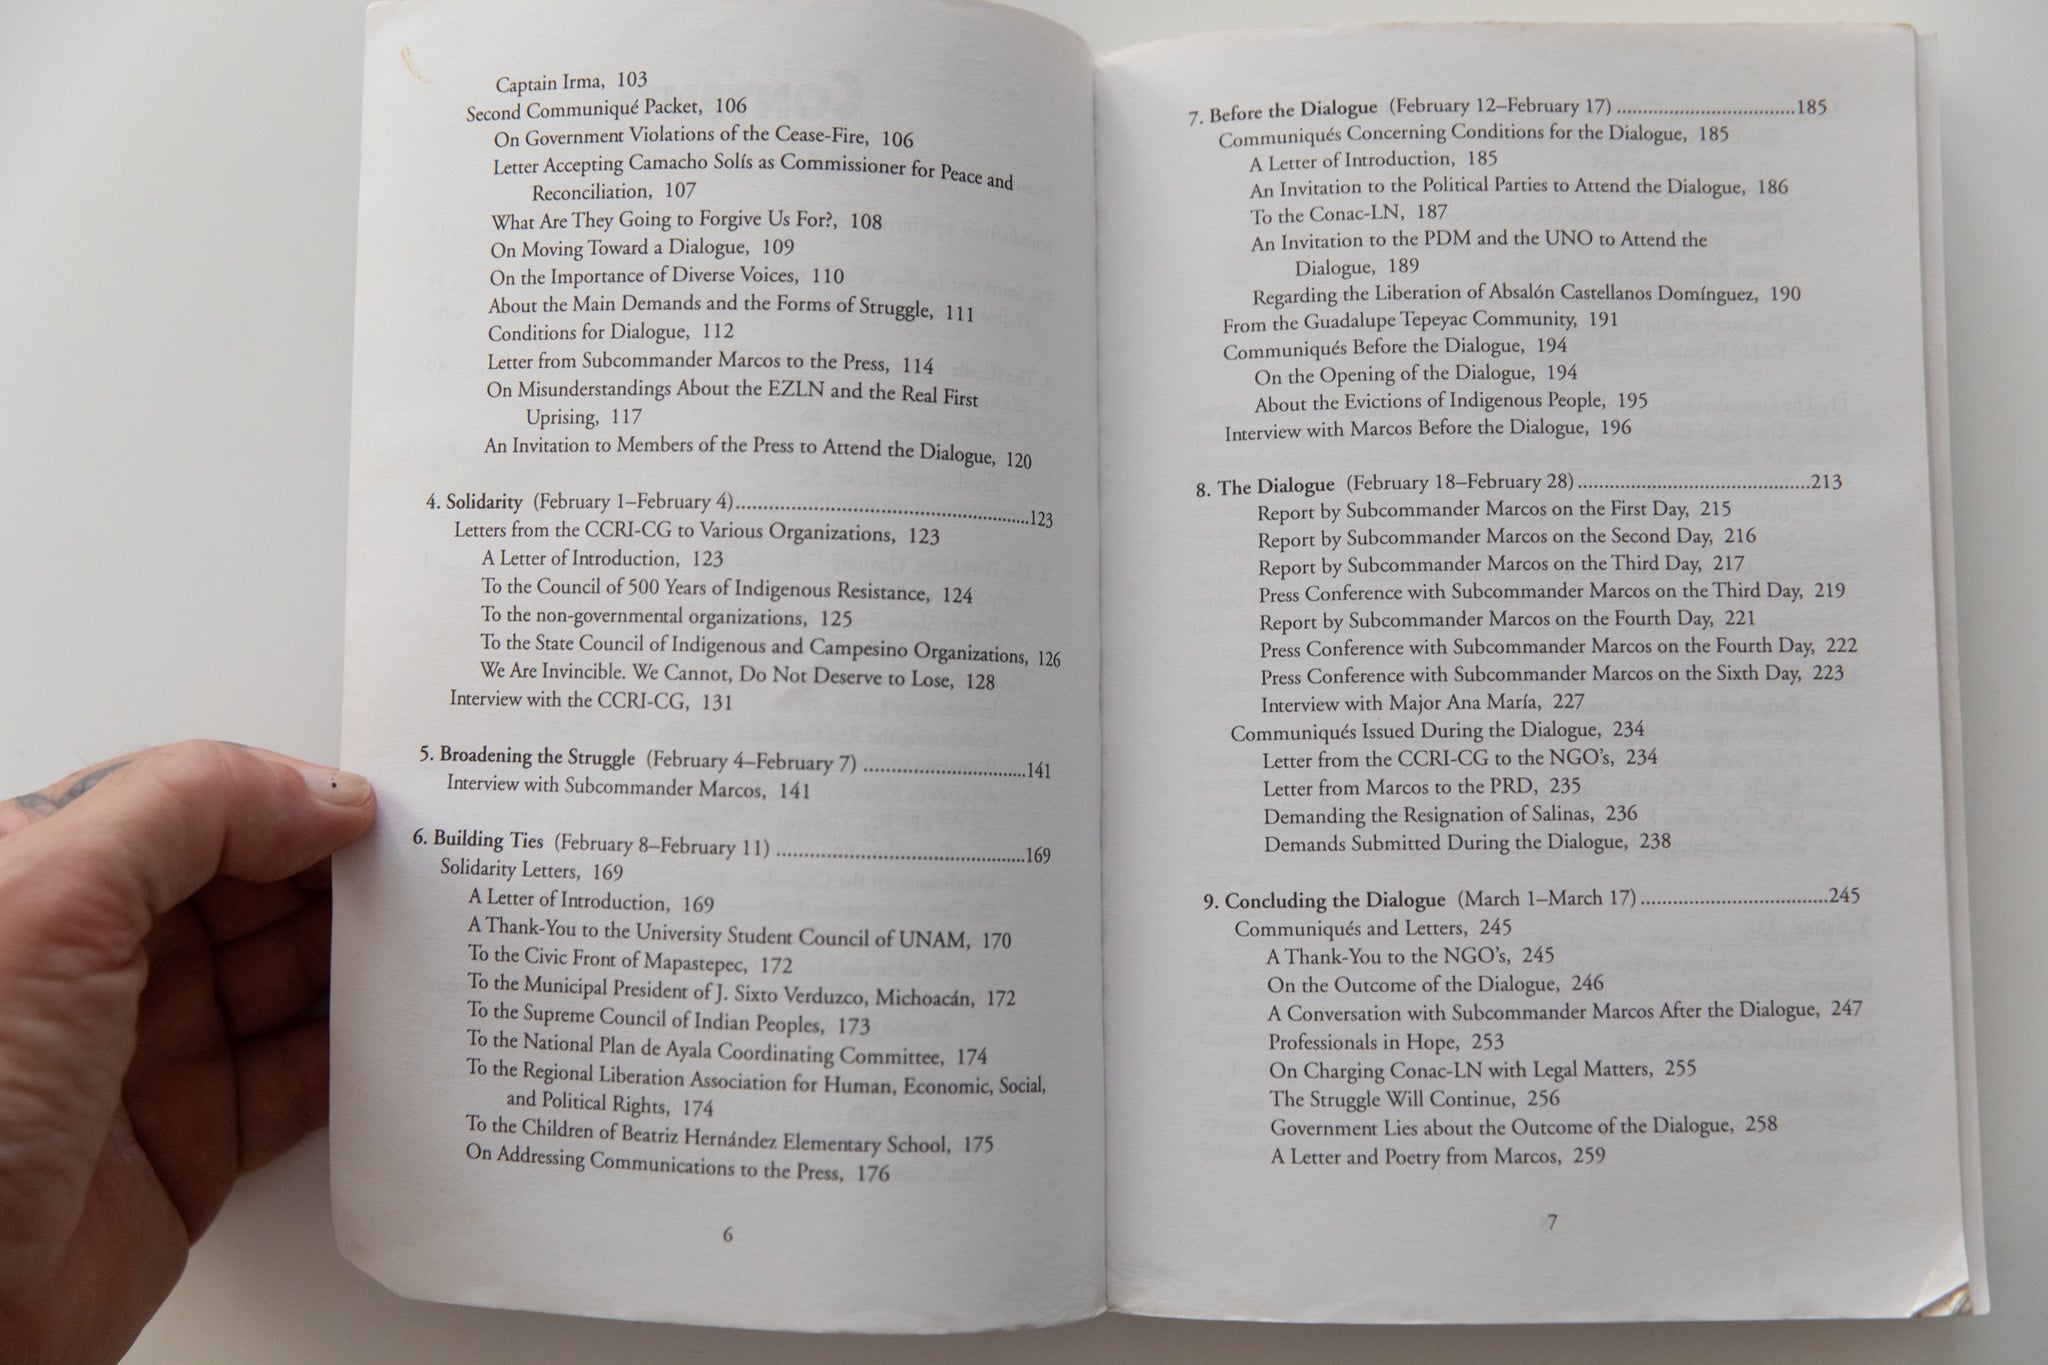 Captain Irma, 103
Second Communiqué Packet, 106
On Government Violations of the Cease-Fire, 106
Letter Accepting Camacho Solís as Commissioner for Peace and
Reconciliation, 107
What Are They Going to Forgive Us For?, 108
On Moving Toward a Dialogue, 109
On the Importance of Diverse Voices, 110
About the Main Demands and the Forms of Struggle, 111
Conditions for Dialogue, 112
Letter from Subcommander Marcos to the Press, 114
On Misunderstandings About the EZLN and the Real First
Uprising, 117
An Invitation to Members of the Press to Attend the Dialogue, 120
4. Solidarity (February 1–February 4)..........................................123
Letters from the CCRI-CG to Various Organizations, 123
A Letter of Introduction, 123
To the Council of 500 Years of Indigenous Resistance, 124
To the non-governmental organizations, 125
To the State Council of Indigenous and Campesino Organizations, 126
We Are Invincible. We Cannot, Do Not Deserve to Lose, 128
Interview with the CCRI-CG, 131
5. Broadening the Struggle (February 4–February 7) ........................141
Interview with Subcommander Marcos, 141
6. Building Ties (February 8–February 11) ....................................169
Solidarity Letters, 169
A Letter of Introduction, 169
A Thank-You to the University Student Council of UNAM, 170
To the Civic Front of Mapastepec, 172
To the Municipal President of J. Sixto Verduzco, Michoacán, 172
To the Supreme Council of Indian Peoples, 173
To the National Plan de Ayala Coordinating Committee, 174
To the Regional Liberation Association for Human, Economic, Social,
and Political Rights, 174
To the Children of Beatriz Hernández Elementary School, 175
On Addressing Communications to the Press, 176
6
7. Before the Dialogue (February 12–February 17) ............................185
Communiqués Concerning Conditions for the Dialogue, 185
A Letter of Introduction, 185
An Invitation to the Political Parties to Attend the Dialogue, 186
To the Conac-LN, 187
An Invitation to the PDM and the UNO to Attend the
Dialogue, 189
Regarding the Liberation of Absalón Castellanos Domínguez, 190
From the Guadalupe Tepeyac Community, 191
Communiqués Before the Dialogue, 194
On the Opening of the Dialogue, 194
About the Evictions of Indigenous People, 195
Interview with Marcos Before the Dialogue, 196
8. The Dialogue (February 18–February 28) ....................................213
Report by Subcommander Marcos on the First Day, 215
Report by Subcommander Marcos on the Second Day, 216
Report by Subcommander Marcos on the Third Day, 217
Press Conference with Subcommander Marcos on the Third Day, 219
Report by Subcommander Marcos on the Fourth Day, 221
Press Conference with Subcommander Marcos on the Fourth Day, 222
Press Conference with Subcommander Marcos on the Sixth Day, 223
Interview with Major Ana María, 227
Communiqués Issued During the Dialogue, 234
Letter from the CCRI-CG to the NGO's, 234
Letter from Marcos to the PRD, 235
Demanding the Resignation of Salinas, 236
Demands Submitted During the Dialogue, 238
9. Concluding the Dialogue (March 1–March 17) .............................245
Communiqués and Letters, 245
A Thank-You to the NGO's, 245
On the Outcome of the Dialogue, 246
A Conversation with Subcommander Marcos After the Dialogue, 247
Professionals in Hope, 253
On Charging Conac-LN with Legal Matters, 255
The Struggle Will Continue, 256
Government Lies about the Outcome of the Dialogue, 258
A Letter and Poetry from Marcos, 259
7